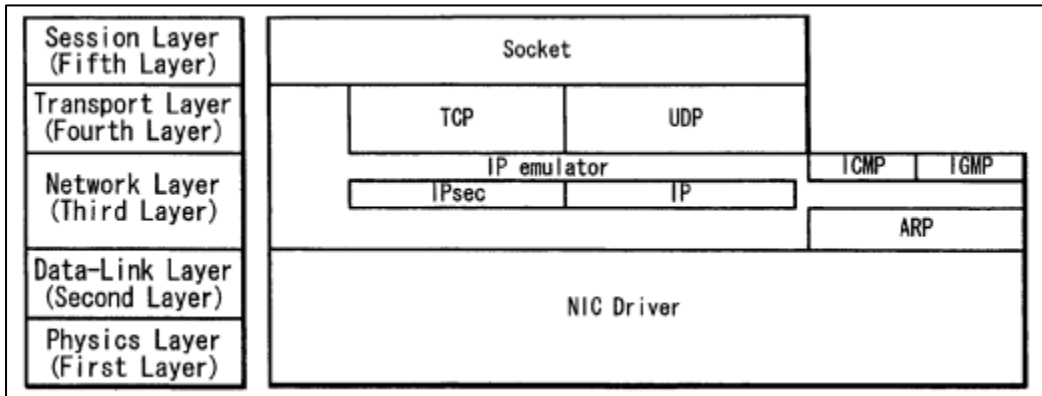 Session Layer
(Fifth Layer)
Socket
Transport Layer
(Fourth Layer)
TCP
UDP
Network Layer
(Third Layer)
IP emulator
ICMP
IGMP
IPsec
IP
ARP
Data-Link Layer
(Second Layer)
NIC Driver
Physics Layer
(First Layer)